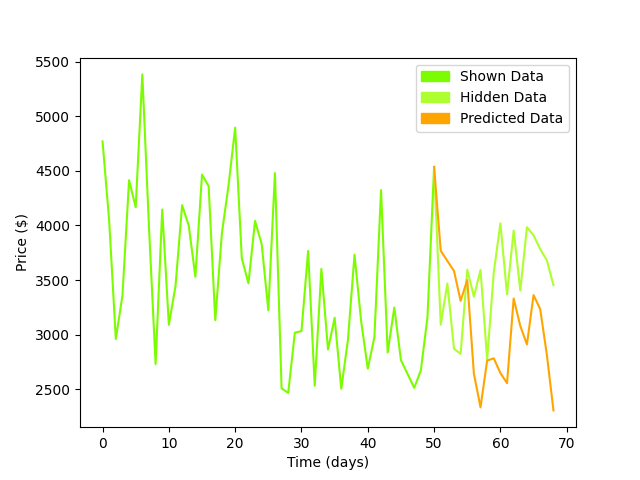 Shown Data
Hidden Data
Predicted Data
5500
5000
4500
4000
3500
3000
2500
Price ($)
0 10 20 30 40 50 60 70
Time (days)